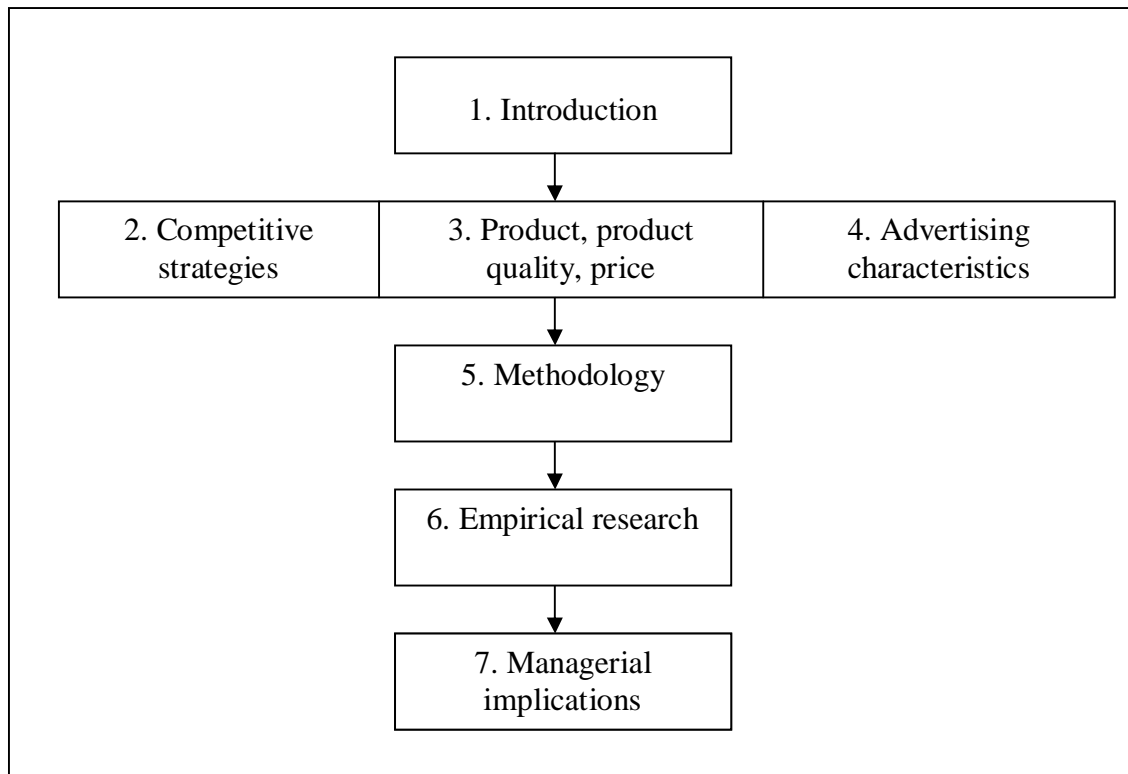 1. Introduction
2. Competitive
strategies
3. Product, product
quality, price
4. Advertising
characteristics
5. Methodology
6. Empirical research
7. Managerial
implications